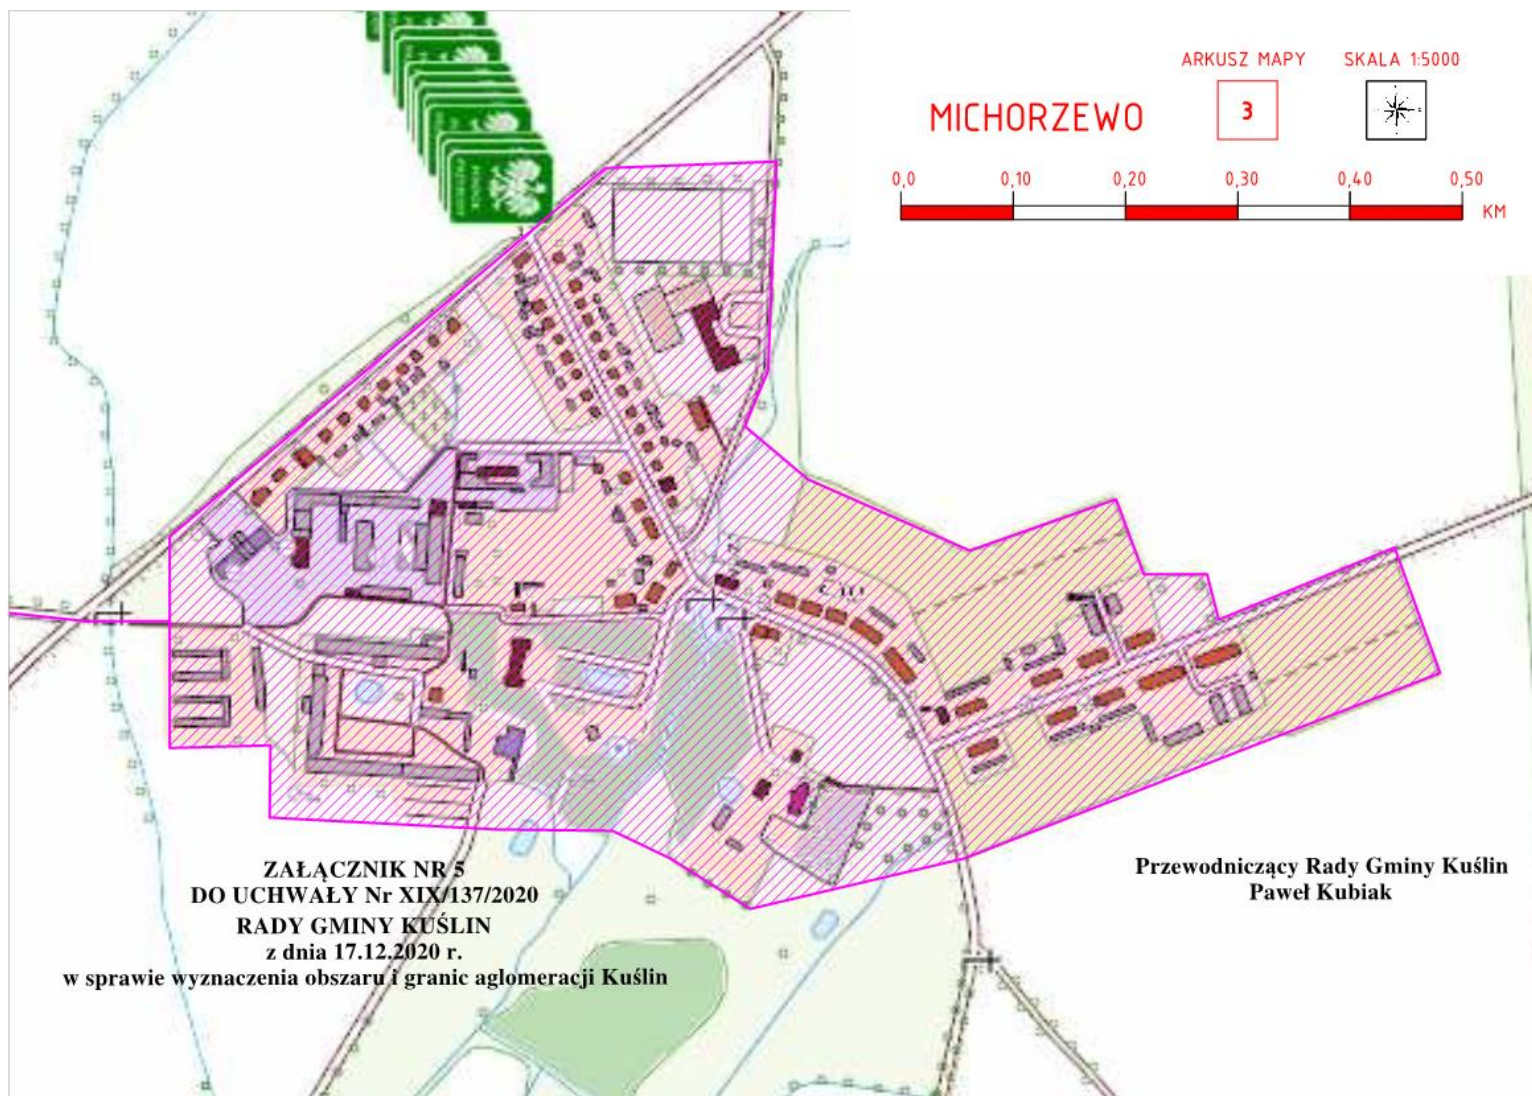 ARKUSZ MAPY
SKALA 1:5000
MICHORZEWO
3
0,0 0,10 0,20 0,30 0,40 0,50
KM
ZAŁĄCZNIK NR 5
DO UCHWAŁY Nr XIX/137/2020
RADY GMINY KUŚLIN
z dnia 17.12.2020 r.
w sprawie wyznaczenia obszaru i granic aglomeracji Kuślin
Przewodniczący Rady Gminy Kuślin
Paweł Kubiak